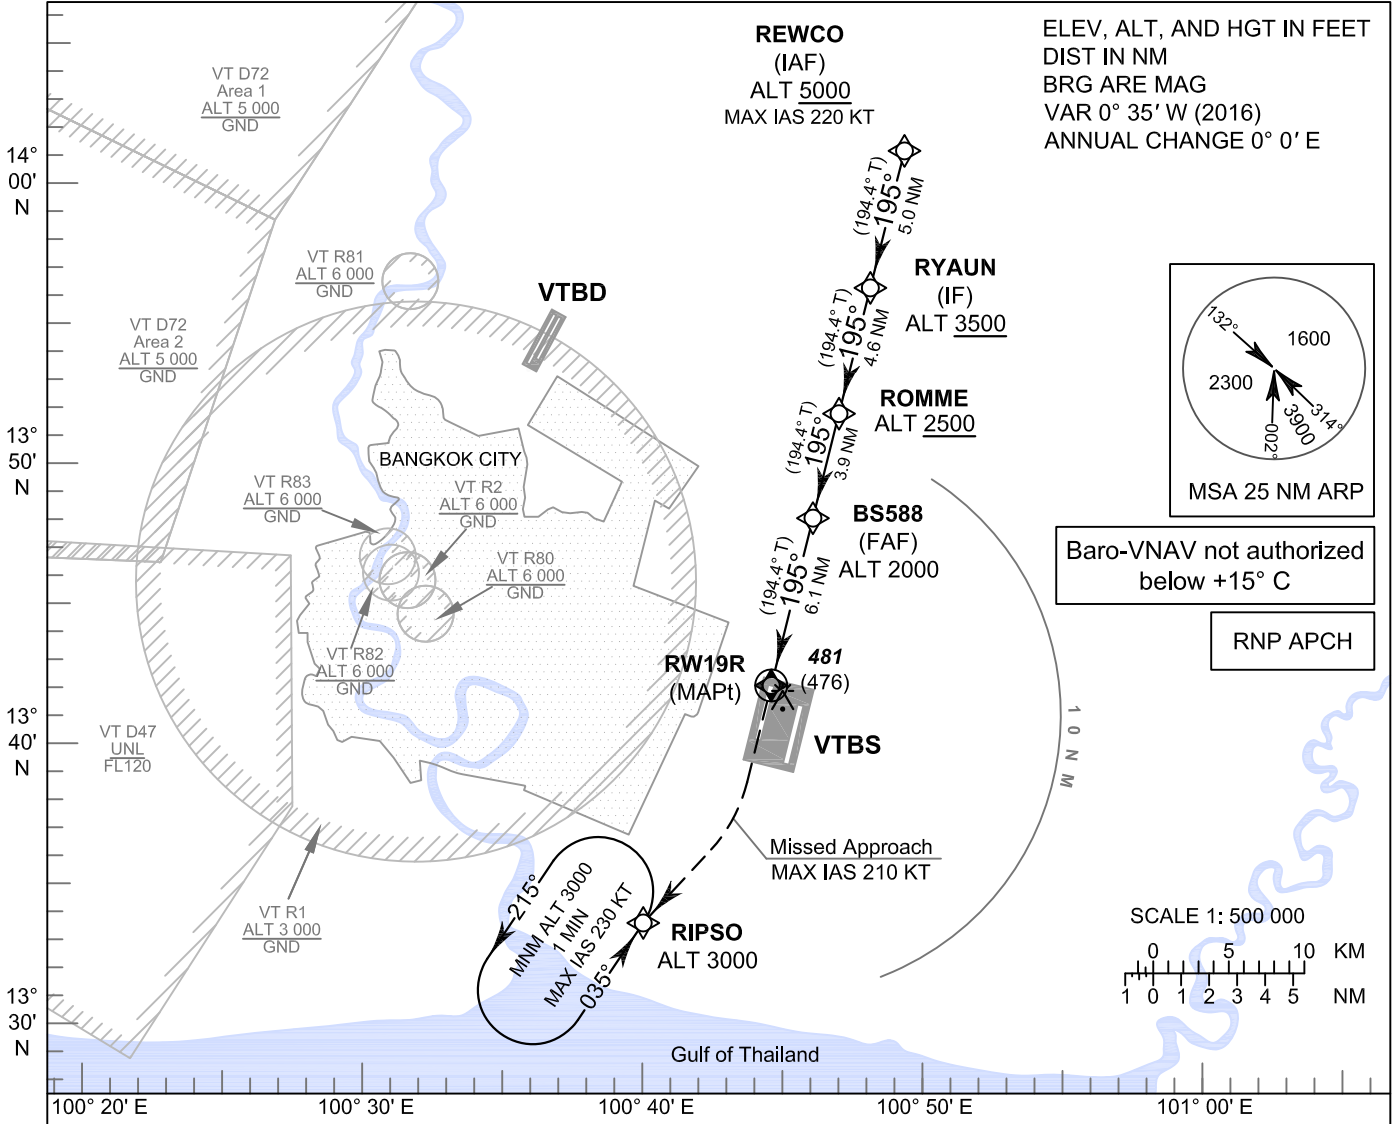 REWCO
(IAF)
ALT 5000
MAX IAS 220 KT
ELEV, ALT, AND HGT IN FEET
DIST IN NM
BRG ARE MAG
VAR 0° 35′ W (2016)
ANNUAL CHANGE 0° 0′ E
VT D72
Area 1
ALT 5 000
GND
14°
00'
N
(194.4° T)
195°
5.0 NM
VT R81
ALT 6 000
GND
VTBD
RYAUN
(IF)
ALT 3500
VT D72
Area 2
ALT 5 000
GND
(194.4° T)
195°
4.6 NM
132°
1600
2300
314°
3900
002°
MSA 25 NM ARP
ROMME
ALT 2500
13°
50'
N
BANGKOK CITY
(194.4° T)
195°
3.9 NM
VT R83
ALT 6 000
GND
VT R2
ALT 6 000
GND
BS588
(FAF)
ALT 2000
Baro-VNAV not authorized
below +15° C
VT R80
ALT 6 000
GND
(194.4° T)
195°
6.1 NM
RNP APCH
VT R82
ALT 6 000
GND
RW19R
(MAPt)
481
(476)
13°
40'
N
VT D47
UNL
FL120
VTBS
10 NM
Missed Approach
MAX IAS 210 KT
215°
MNM ALT 3000
1 MIN
MAX IAS 230 KT
035°
VT R1
ALT 3 000
GND
RIPSO
ALT 3000
SCALE 1: 500 000
0 5 10 KM
1 0 1 2 3 4 5 NM
13°
30'
N
Gulf of Thailand
100° 20' E
100° 30' E
100° 40' E
100° 50' E
101° 00' E